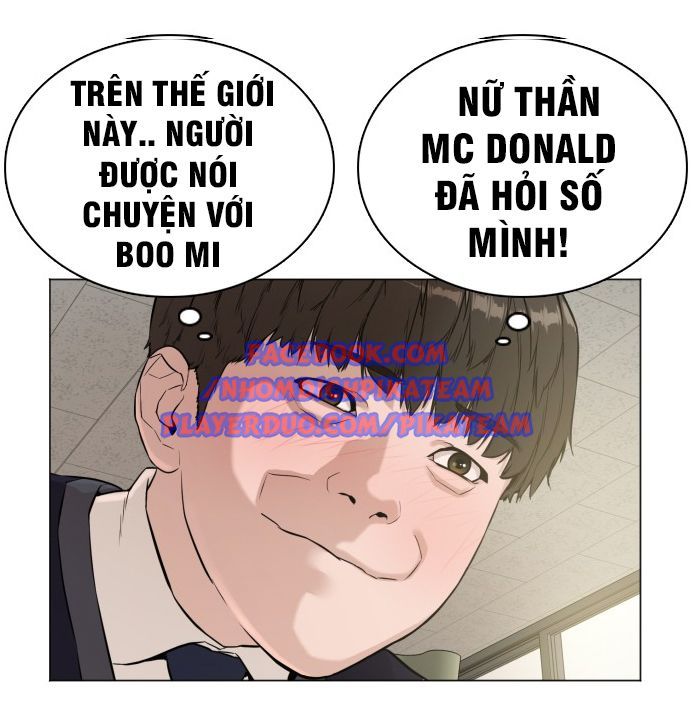 TRÊN THẾ GIỚI
NÀY.. NGƯỜI
ĐƯỢC NÓI
CHUYỆN VỚI
BOO MI
NỮ THẦN
MC DONALD
ĐÃ HỎI SỐ
MÌNH!
FACEBOOK.COM
/NHOMDICHPIKATEAM
PLAYERDUO.COM/PIKATEAM